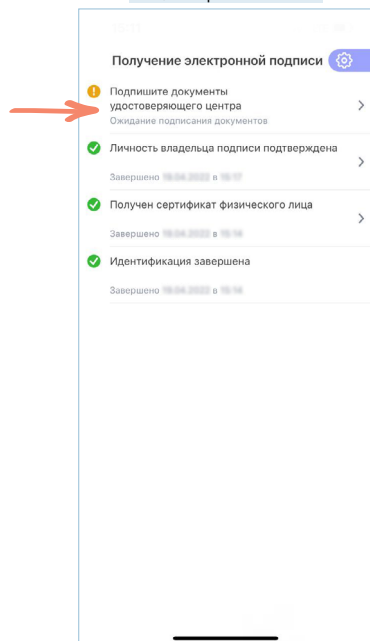 Получение электронной подписи
Подпишите документы
удостоверяющего центра
Ожидание подписания документов
Личность владельца подписи подтверждена
Завершено в
Получен сертификат физического лица
Завершено в
Идентификация завершена
Завершено в